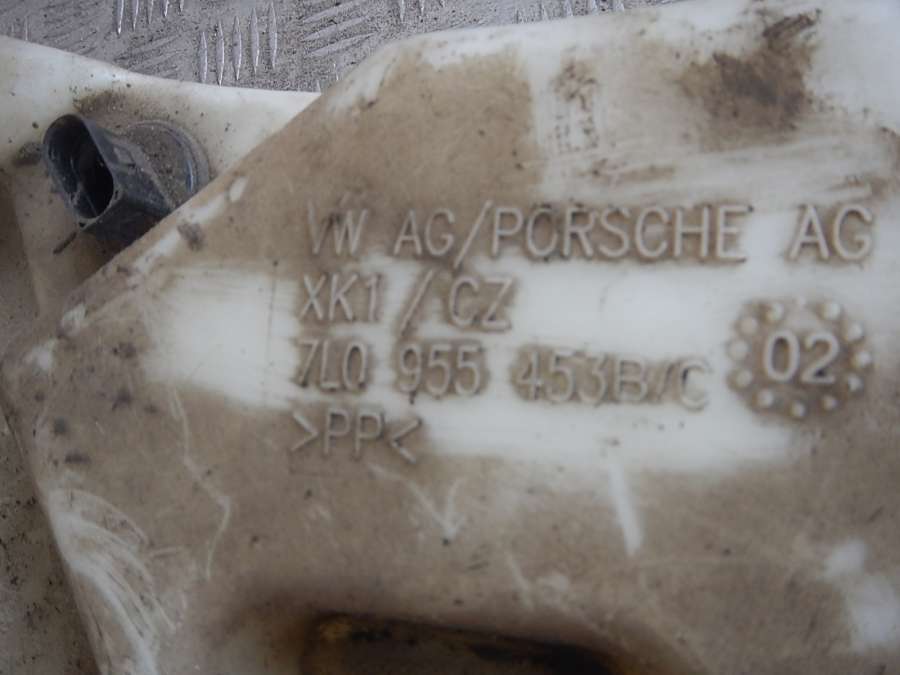 VW AG/PORSCHE AG
XK1 / CZ
7L0 955 453B/C
02
>PP<